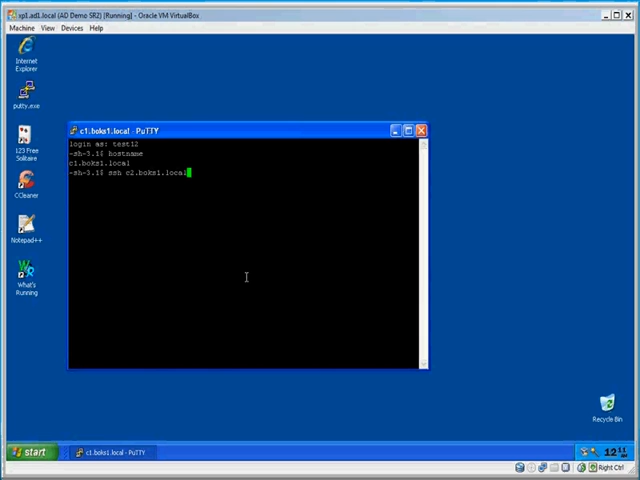 xp1.ad1.local (AD Demo SR2) [Running] - Oracle VM VirtualBox
Machine View Devices Help
Internet
Explorer
putty.exe
123 Free
Solitaire
CCleaner
Notepad++
What's
Running
c1.boks1.local - PuTTY
login as: test12
-sh-3.1$ hostname
c1.boks1.local
-sh-3.1$ ssh c2.boks1.local
Recycle Bin
start
c1.boks1.local - PuTTY
Right Ctrl